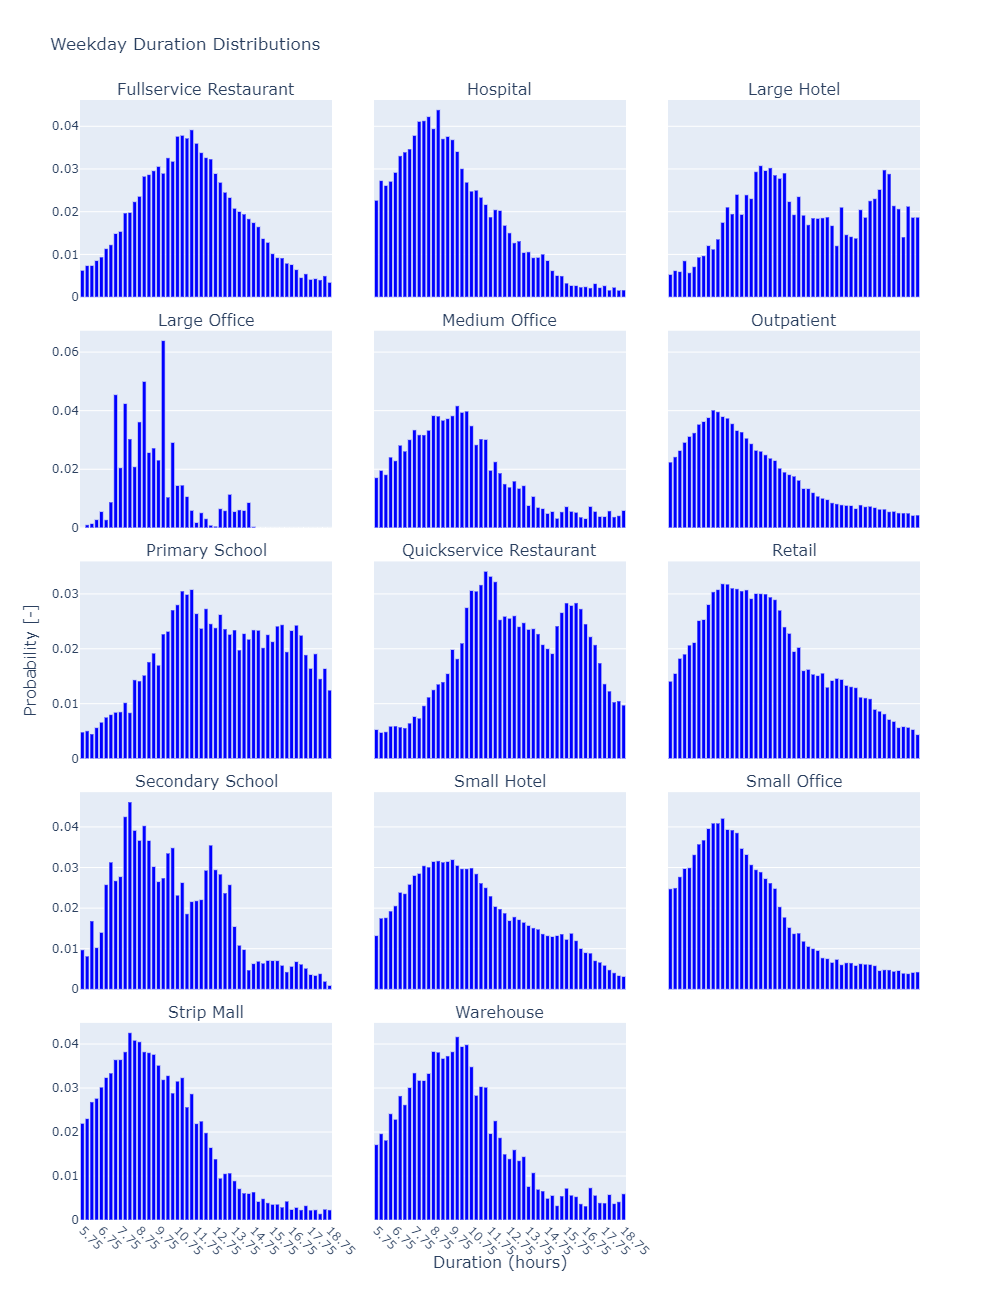 Weekday Duration Distributions
Fullservice Restaurant
Hospital
Large Hotel
0.04
0.03
0.02
0.01
0
Large Office
Medium Office
Outpatient
0.06
0.04
0.02
0
Primary School
Quickservice Restaurant
Retail
0.03
0.02
0.01
0
Probability [-]
Secondary School
Small Hotel
Small Office
0.04
0.03
0.02
0.01
0
Strip Mall
Warehouse
0.04
0.03
0.02
0.01
0
5.75 6.75 7.75 8.75 9.75 10.75 11.75 12.75 13.75 14.75 15.75 16.75 17.75 18.75
5.75 6.75 7.75 8.75 9.75 10.75 11.75 12.75 13.75 14.75 15.75 16.75 17.75 18.75
Duration (hours)